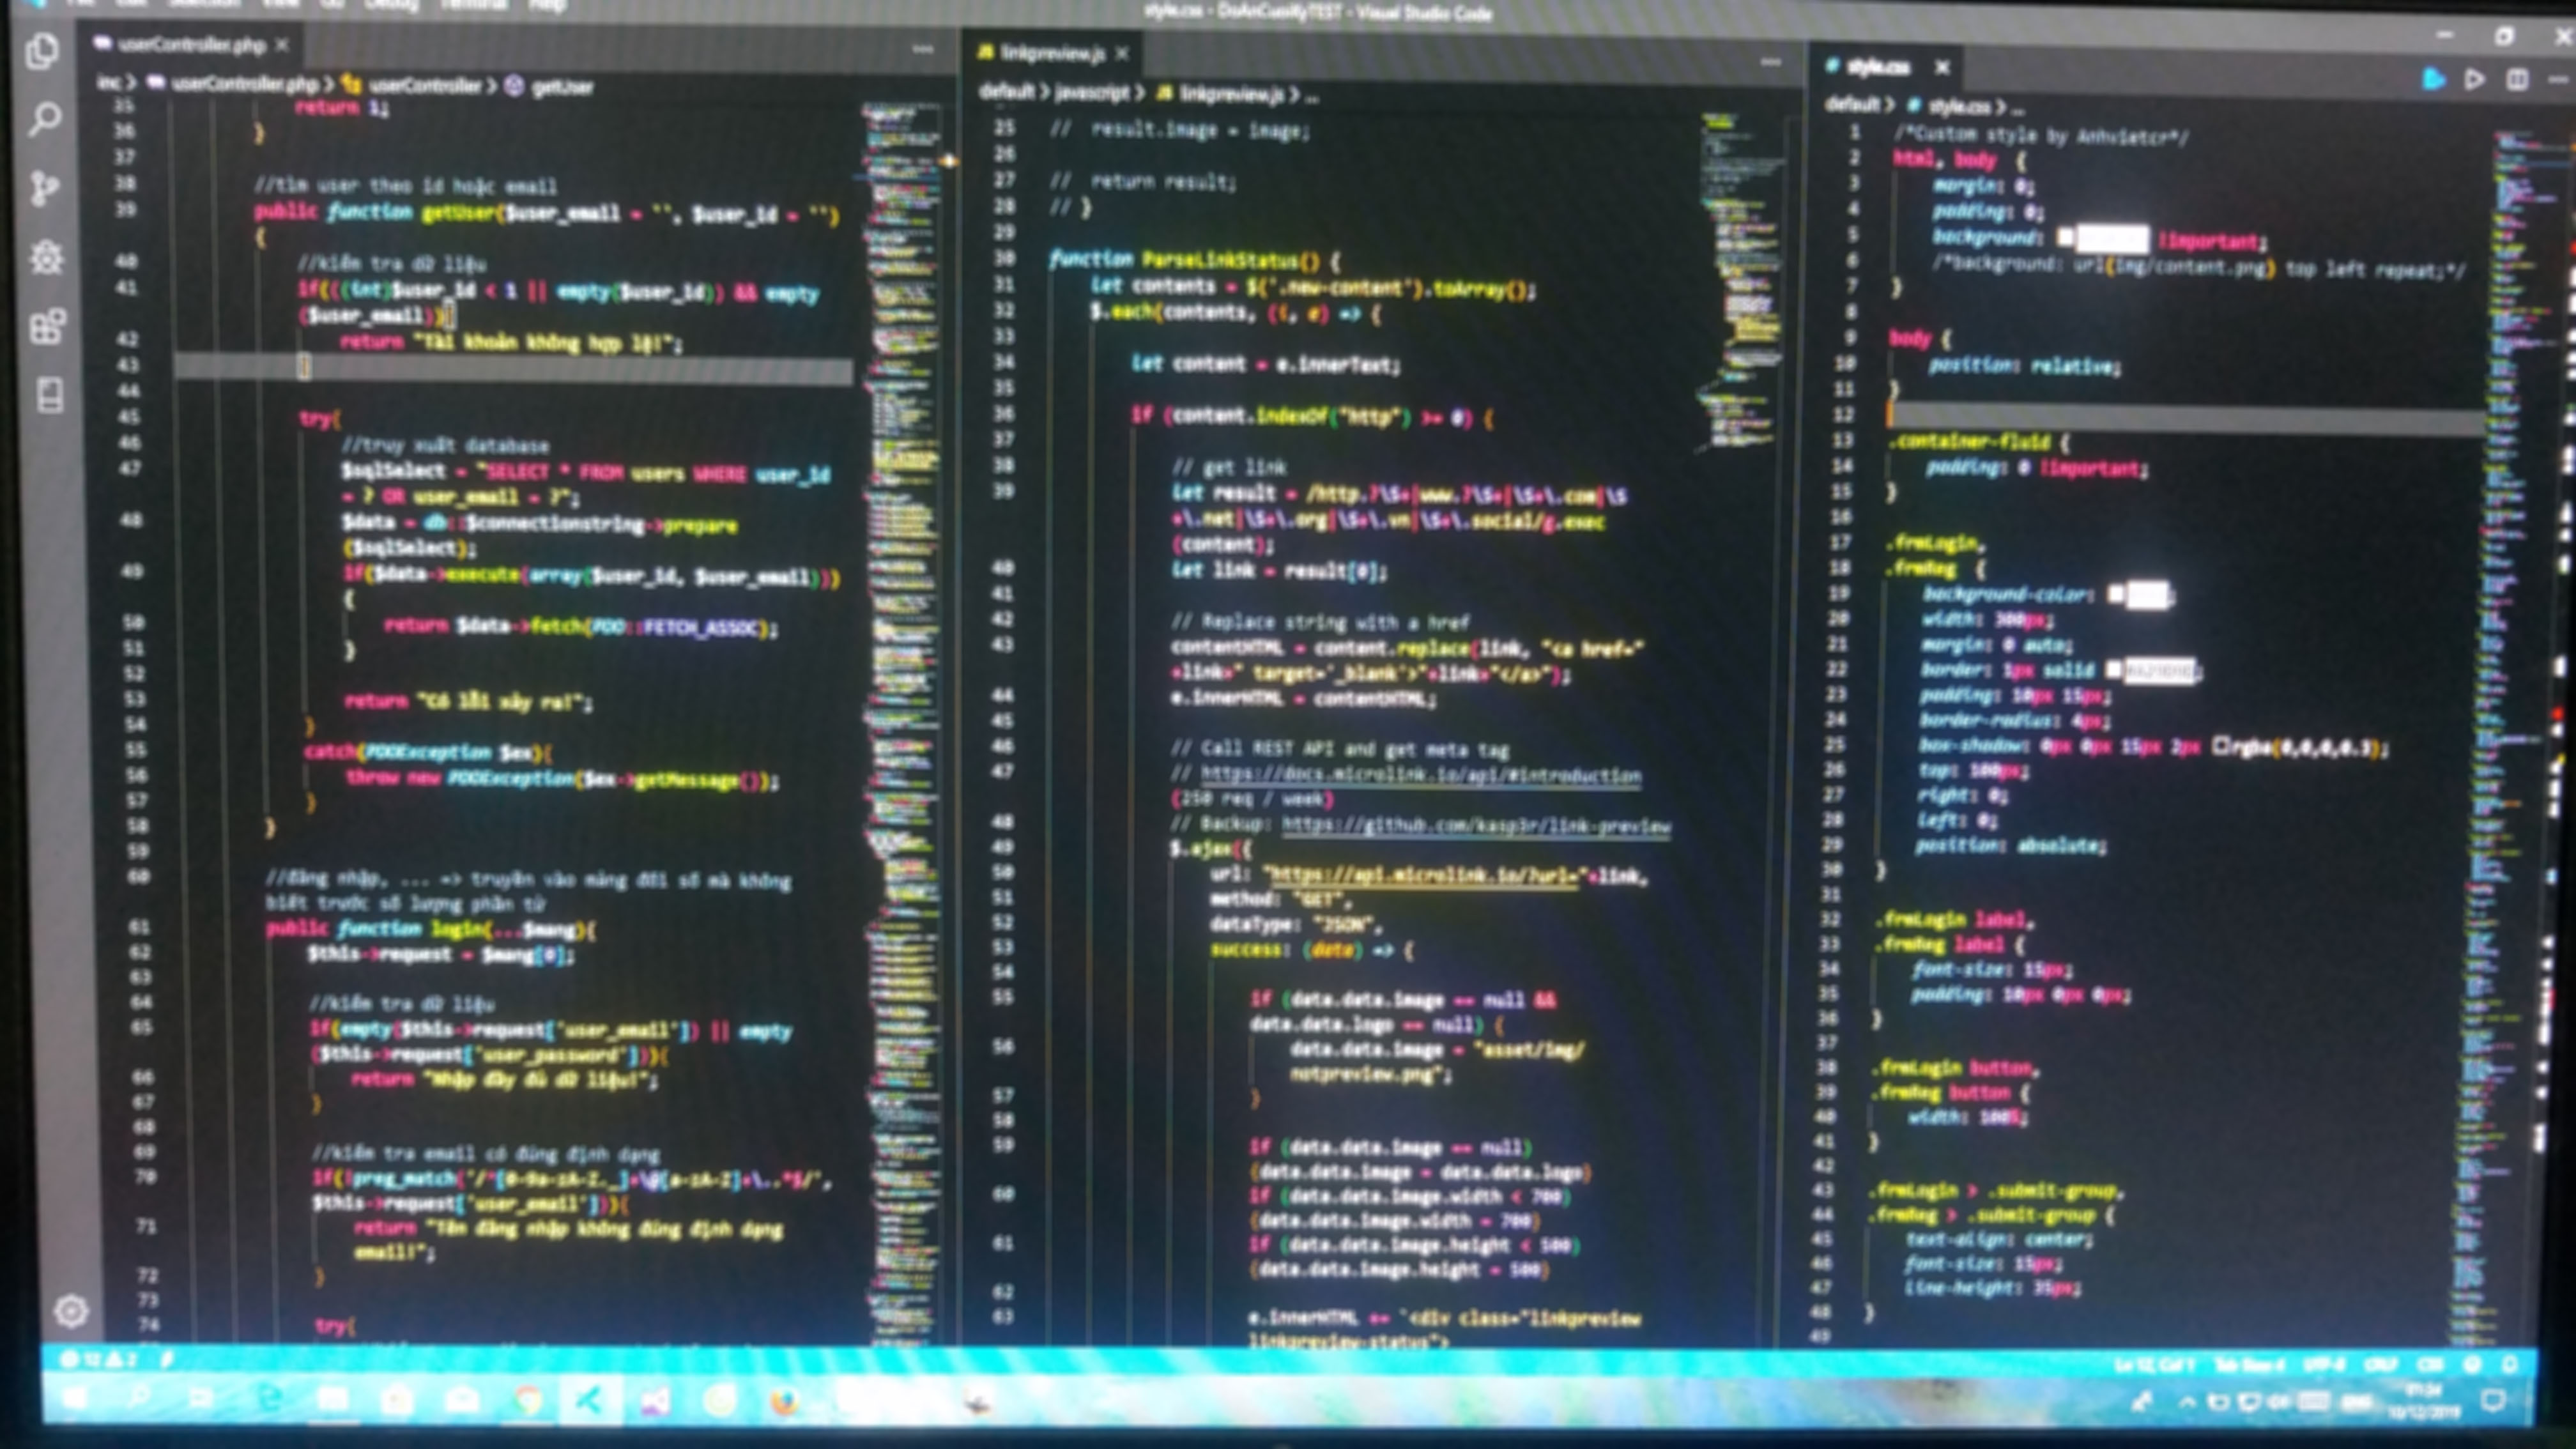 style.css - DoAnCuoiKyTEST - Visual Studio Code
userController.php
inc > userController.php > userController > getUser
35 return 1;
36 }
37
38 //tìm user theo id hoặc email
39 public function getUser($user_email = '', $user_id = '')
{
40 //kiểm tra dữ liệu
41 if(((int)$user_id < 1 || empty($user_id)) && empty
($user_email)){
42 return "Tài khoản không hợp lệ!";
43 }
44
45 try{
46 //truy xuất database
47 $sqlSelect = "SELECT * FROM users WHERE user_id
= ? OR user_email = ?";
48 $data = db::$connectionstring->prepare
($sqlSelect);
49 if($data->execute(array($user_id, $user_email)))
{
50 return $data->fetch(PDO::FETCH_ASSOC);
51 }
52
53 return "Có lỗi xảy ra!";
54 }
55 catch(PDOException $ex){
56 throw new PDOException($ex->getMessage());
57 }
58 }
59
60 //đăng nhập, ... => truyền vào mảng đối số mà không
biết trước số lượng phần tử
61 public function login(...$mang){
62 $this->request = $mang[0];
63
64 //kiểm tra dữ liệu
65 if(empty($this->request['user_email']) || empty
($this->request['user_password'])){
66 return "Nhập đầy đủ dữ liệu!";
67 }
68
69 //kiểm tra email có đúng định dạng
70 if(!preg_match(
$this->request['user_email'])){
71 return "Tên đăng nhập không đúng định dạng
email!";
72 }
73
74 try{
linkpreview.js
default > javascript > linkpreview.js > ...
25 // result.image = image;
26
27 // return result;
28 // }
29
30 function ParseLinkStatus() {
31 let contents = $('.new-content').toArray();
32 $.each(contents, (i, e) => {
33
34 let content = e.innerText;
35
36 if (content.indexOf("http") >= 0) {
37
38 // get link
39 let result = /http.?\S+|www.?\S+|\S+\.com|\S
+\.net|\S+\.org|\S+\.vn|\S+\.social/g.exec
(content);
40 let link = result[0];
41
42 // Replace string with a href
43 contentHTML = content.replace(link, "<a href="
+link+" target='_blank'>"+link+"</a>");
44 e.innerHTML = contentHTML;
45
46 // Call REST API and get meta tag
47 // https://docs.microlink.io/api/#introduction
(250 req / week)
48 // Backup: https://github.com/kasp3r/link-preview
49 $.ajax({
50 url: "https://api.microlink.io/?url="+link,
51 method: "GET",
52 dataType: "JSON",
53 success: (data) => {
54
55 if (data.data.image == null &&
data.data.logo == null) {
56 data.data.image = "asset/img/
notpreview.png";
57 }
58
59 if (data.data.image == null)
{data.data.image = data.data.logo}
60 if (data.data.image.width < 700)
{data.data.image.width = 700}
61 if (data.data.image.height < 500)
{data.data.image.height = 500}
62
63 e.innerHTML += `<div class="linkpreview
linkpreview-status">
style.css
default > style.css > ...
1 /*Custom style by Anhvietcr*/
2 html, body {
3 margin: 0;
4 padding: 0;
5 background: !important;
6 /*background: url(img/content.png) top left repeat;*/
7 }
8
9 body {
10 position: relative;
11 }
12
13 .container-fluid {
14 padding: 0 !important;
15 }
16
17 .frmLogin,
18 .frmReg {
19 background-color: ;
20 width: 300px;
21 margin: 0 auto;
22 border: 1px solid ;
23 padding: 10px 15px;
24 border-radius: 4px;
25 box-shadow: 0px 0px 15px 2px rgba(0,0,0,0.3);
26 top: 100px;
27 right: 0;
28 left: 0;
29 position: absolute;
30 }
31
32 .frmLogin label,
33 .frmReg label {
34 font-size: 15px;
35 padding: 10px 0px 0px;
36 }
37
38 .frmLogin button,
39 .frmReg button {
40 width: 100%;
41 }
42
43 .frmLogin > .submit-group,
44 .frmReg > .submit-group {
45 text-align: center;
46 font-size: 15px;
47 line-height: 35px;
48 }
49
Ln 12, Col 1 UTF-8 CRLF CSS
10/12/2019